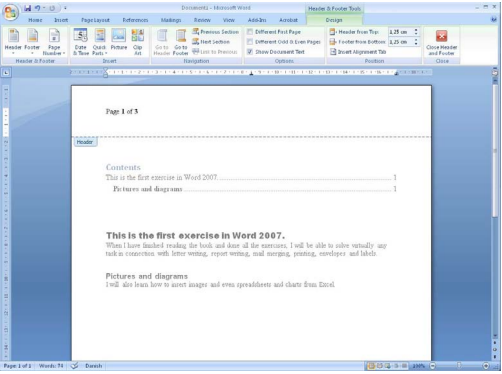 Documents - Microsoft Word
Header & Footer Tools
Home Insert Page Layout References Mailings Review View Add-Ins Acrobat Design
Header Footer Page Number
Date & Time Quick Parts Picture Clip Art
Go to Header Go to Footer
Previous Section
Next Section
Link to Previous
Different First Page
Different Odd & Even Pages
Show Document Text
Header from Top: 1,25 cm
Footer from Bottom: 1,25 cm
Insert Alignment Tab
Close Header and Footer
Header & Footer Insert Navigation Options Position Close
Page 1 of 3
Header
Contents
This is the first exercise in Word 2007 1
Pictures and diagrams 1
This is the first exercise in Word 2007.
When I have finished reading the book and done all the exercises, I will be able to solve virtually any
task in connection with letter writing, report writing, mail merging, printing, envelopes and labels.
Pictures and diagrams
I will also learn how to insert images and even spreadsheets and charts from Excel.
Page: 1 of 1 Words: 74 Danish 100%